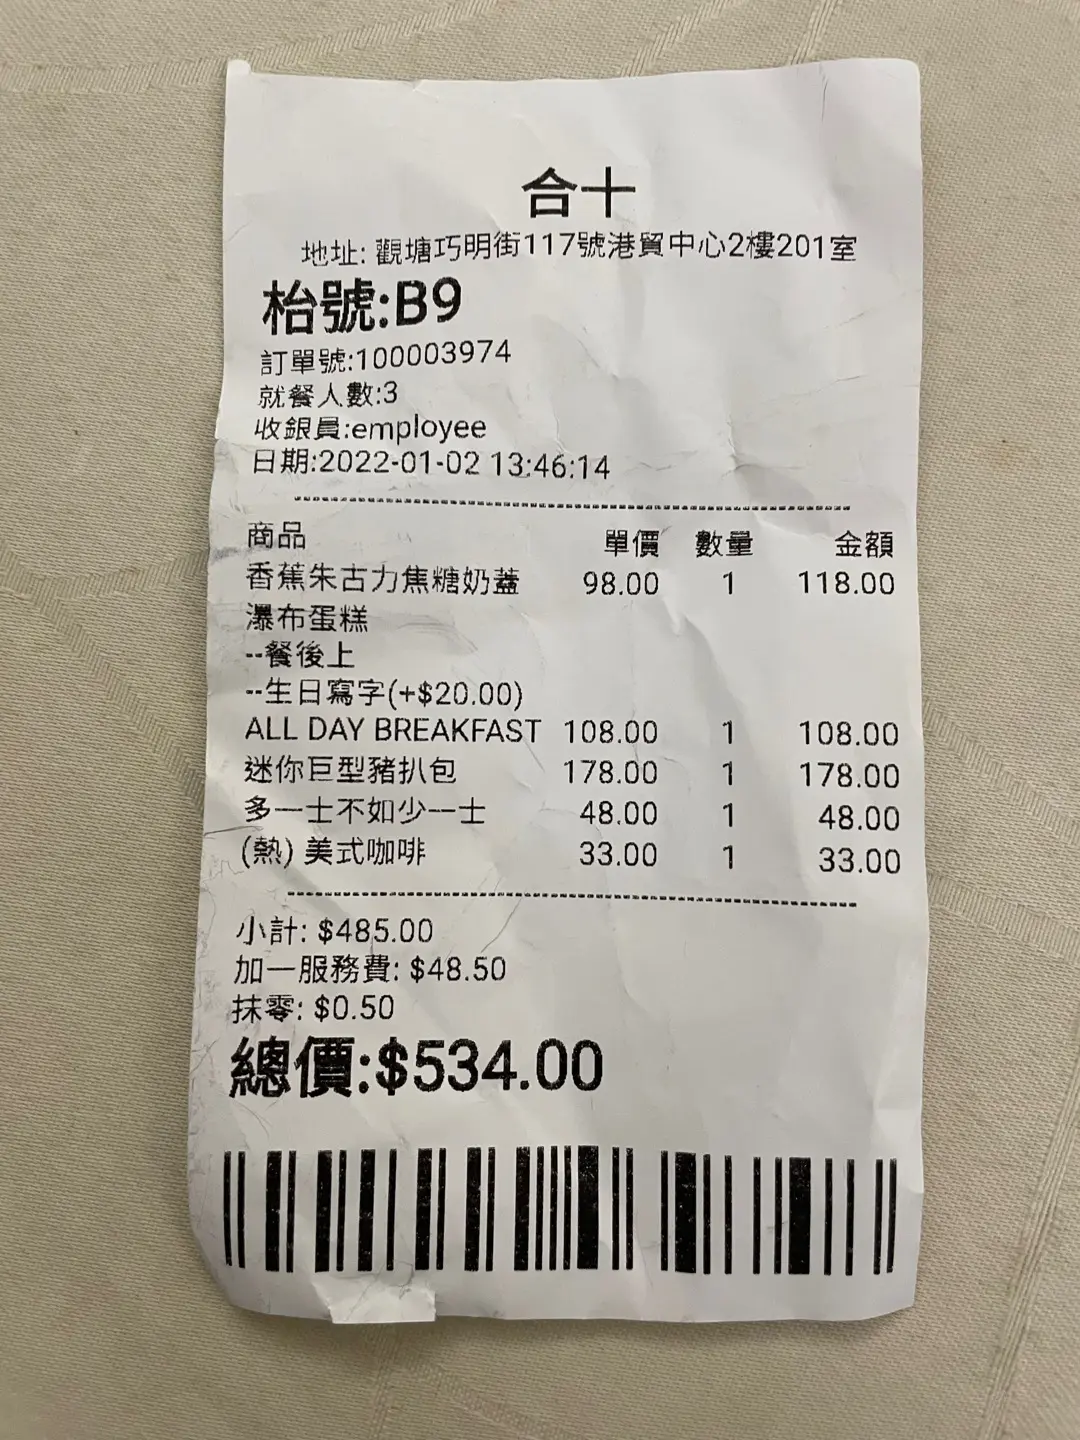 合十
地址: 觀塘巧明街117號港貿中心2樓201室
枱號:B9
訂單號:100003974
就餐人數:3
收銀員:employee
日期:2022-01-02 13:46:14
商品 單價 數量 金額
香蕉朱古力焦糖奶蓋 98.00 1 118.00
瀑布蛋糕
--餐後上
--生日寫字(+$20.00)
ALL DAY BREAKFAST 108.00 1 108.00
迷你巨型豬扒包 178.00 1 178.00
多一士不如少一士 48.00 1 48.00
(熱) 美式咖啡 33.00 1 33.00
小計: $485.00
加一服務費: $48.50
抹零: $0.50
總價:$534.00